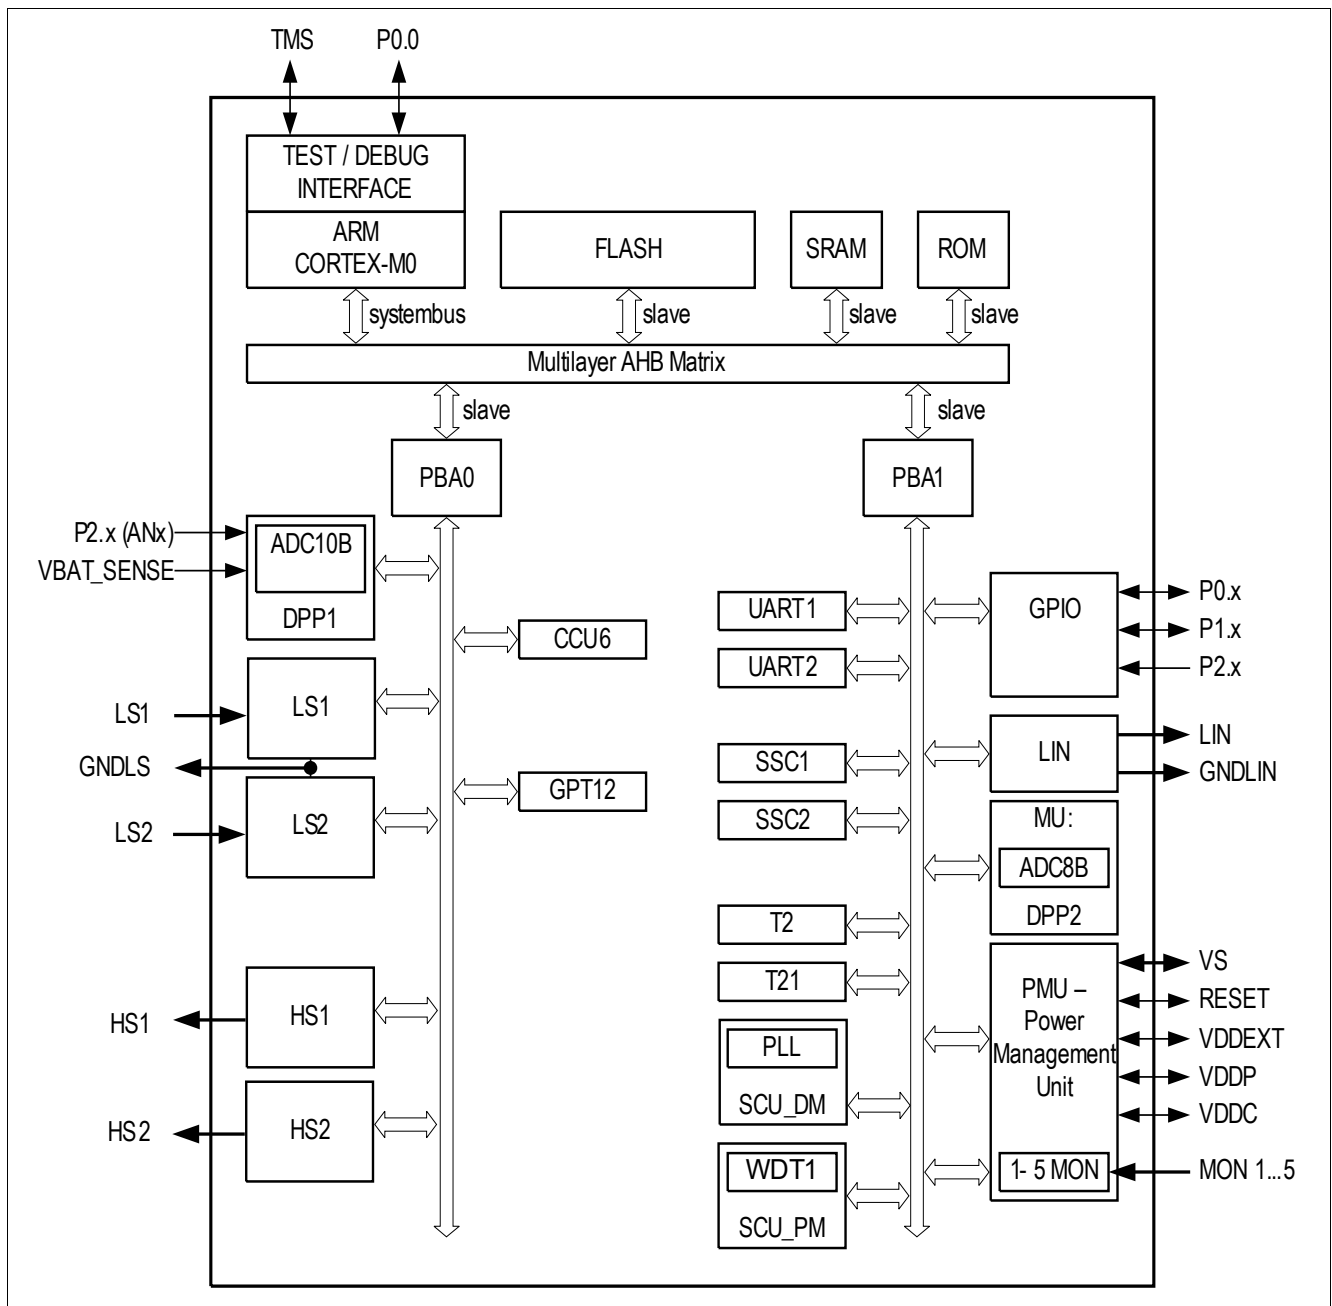 TMS P0.0
TEST / DEBUG
INTERFACE
ARM
CORTEX-M0
FLASH
SRAM
ROM
systembus
slave
slave
slave
Multilayer AHB Matrix
slave
slave
PBA0
PBA1
P2.x (ANx)
VBAT_SENSE
ADC10B
DPP1
CCU6
LS1
LS1
GNDLS
LS2
LS2
GPT12
HS1
HS1
HS2
HS2
UART1
UART2
SSC1
SSC2
T2
T21
PLL
SCU_DM
WDT1
SCU_PM
GPIO
P0.x
P1.x
P2.x
LIN
LIN
GNDLIN
MU:
ADC8B
DPP2
PMU –
Power
Management
Unit
VS
RESET
VDDEXT
VDDP
VDDC
1- 5 MON
MON 1...5